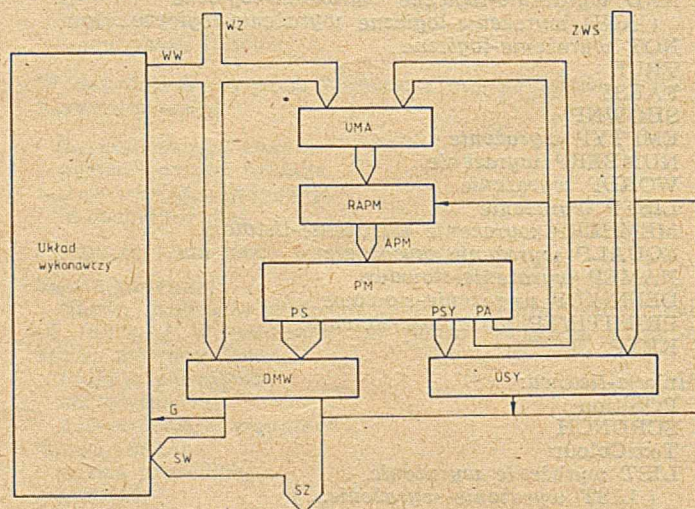 WZ
ZWS
WW
UMA
RAPM
APM
Układ
wykonawczy
PM
PS PSY PA
DMW
USY
G
SW
SZ